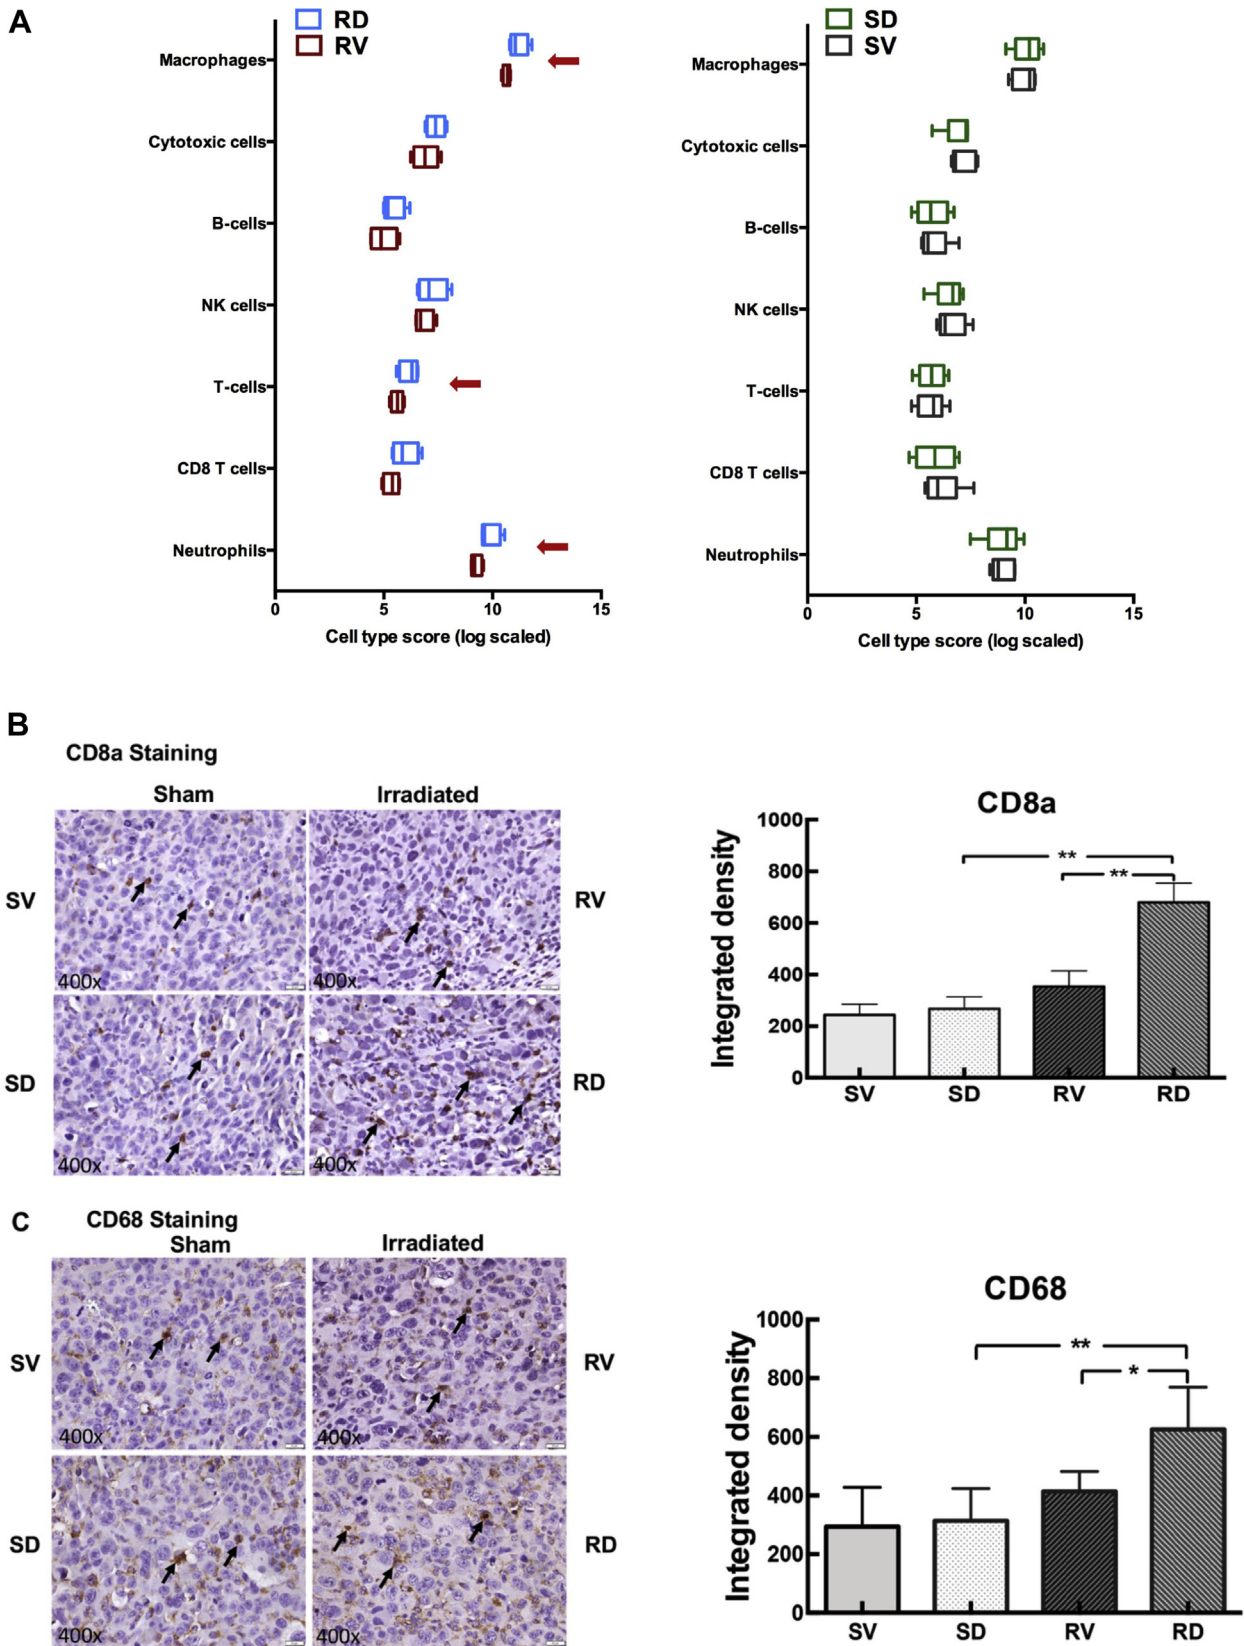 A
RD
RV
Macrophages
Cytotoxic cells
B-cells
NK cells
T-cells
CD8 T cells
Neutrophils
0 5 10 15
Cell type score (log scaled)
SD
SV
Macrophages
Cytotoxic cells
B-cells
NK cells
T-cells
CD8 T cells
Neutrophils
0 5 10 15
Cell type score (log scaled)
B
CD8a Staining
Sham Irradiated
SV 400x 400x RV
SD 400x 400x RD
CD8a
Integrated density
1000
800
600
400
200
0
**
**
SV SD RV RD
C
CD68 Staining
Sham Irradiated
SV 400x 400x RV
SD 400x 400x RD
CD68
Integrated density
1000
800
600
400
200
0
**
*
SV SD RV RD